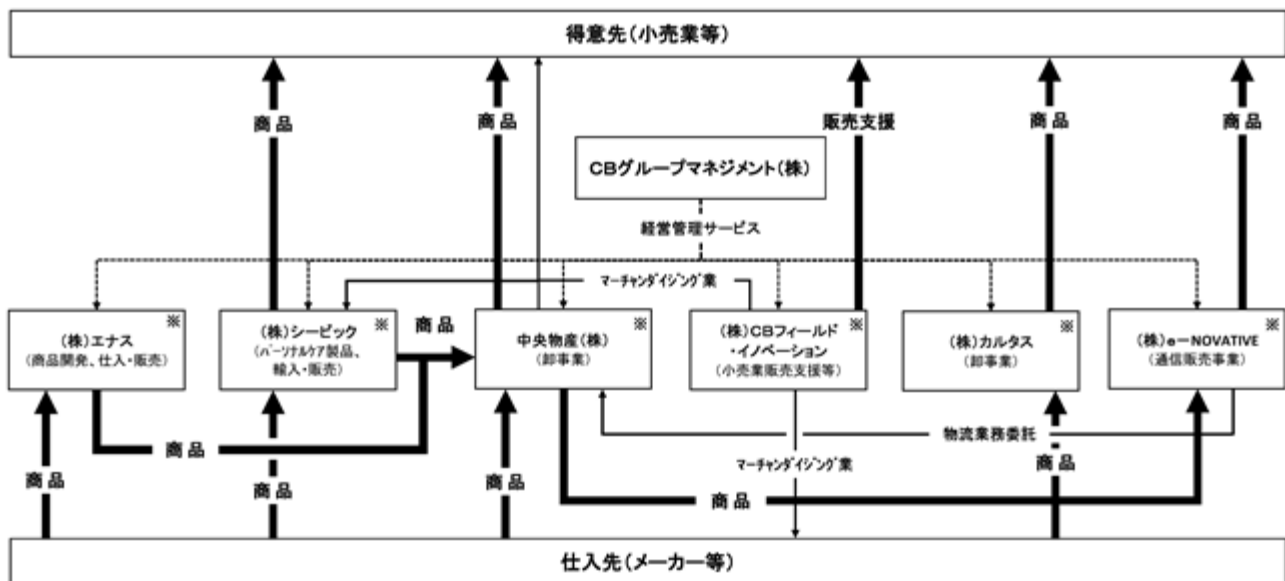 得意先(小売業等)
商 品
商 品
販売支援
商 品
商 品
CBグループマネジメント(株)
経営管理サービス
マーチャンダイジング業
※
(株)エナス
(商品開発、仕入・販売)
※
(株)シービック
(パーソナルケア製品、
輸入・販売)
商 品
※
中央物産(株)
(卸事業)
※
(株)CBフィールド
・イノベーション
(小売業販売支援等)
※
(株)カルタス
(卸事業)
※
(株)e-NOVATIVE
(通信販売事業)
商 品
物流業務委託
マーチャンダイジング業
商 品
商 品
商 品
商 品
商 品
仕入先(メーカー等)